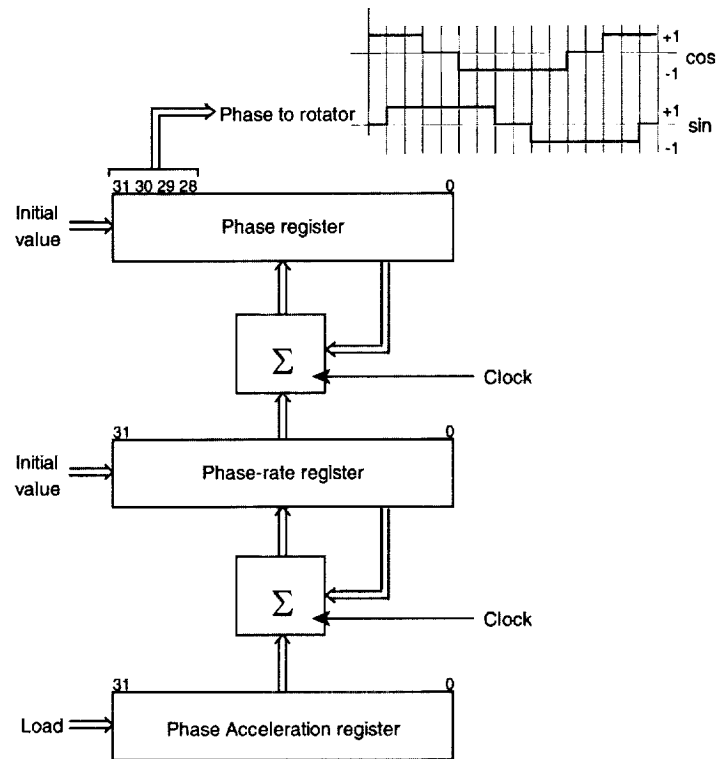 +1
cos
-1
Phase to rotator
+1
sin
-1
31 30 29 28
0
Initial
value
Phase register
Σ
Clock
31
0
Initial
value
Phase-rate register
Σ
Clock
31
0
Load
Phase Acceleration register